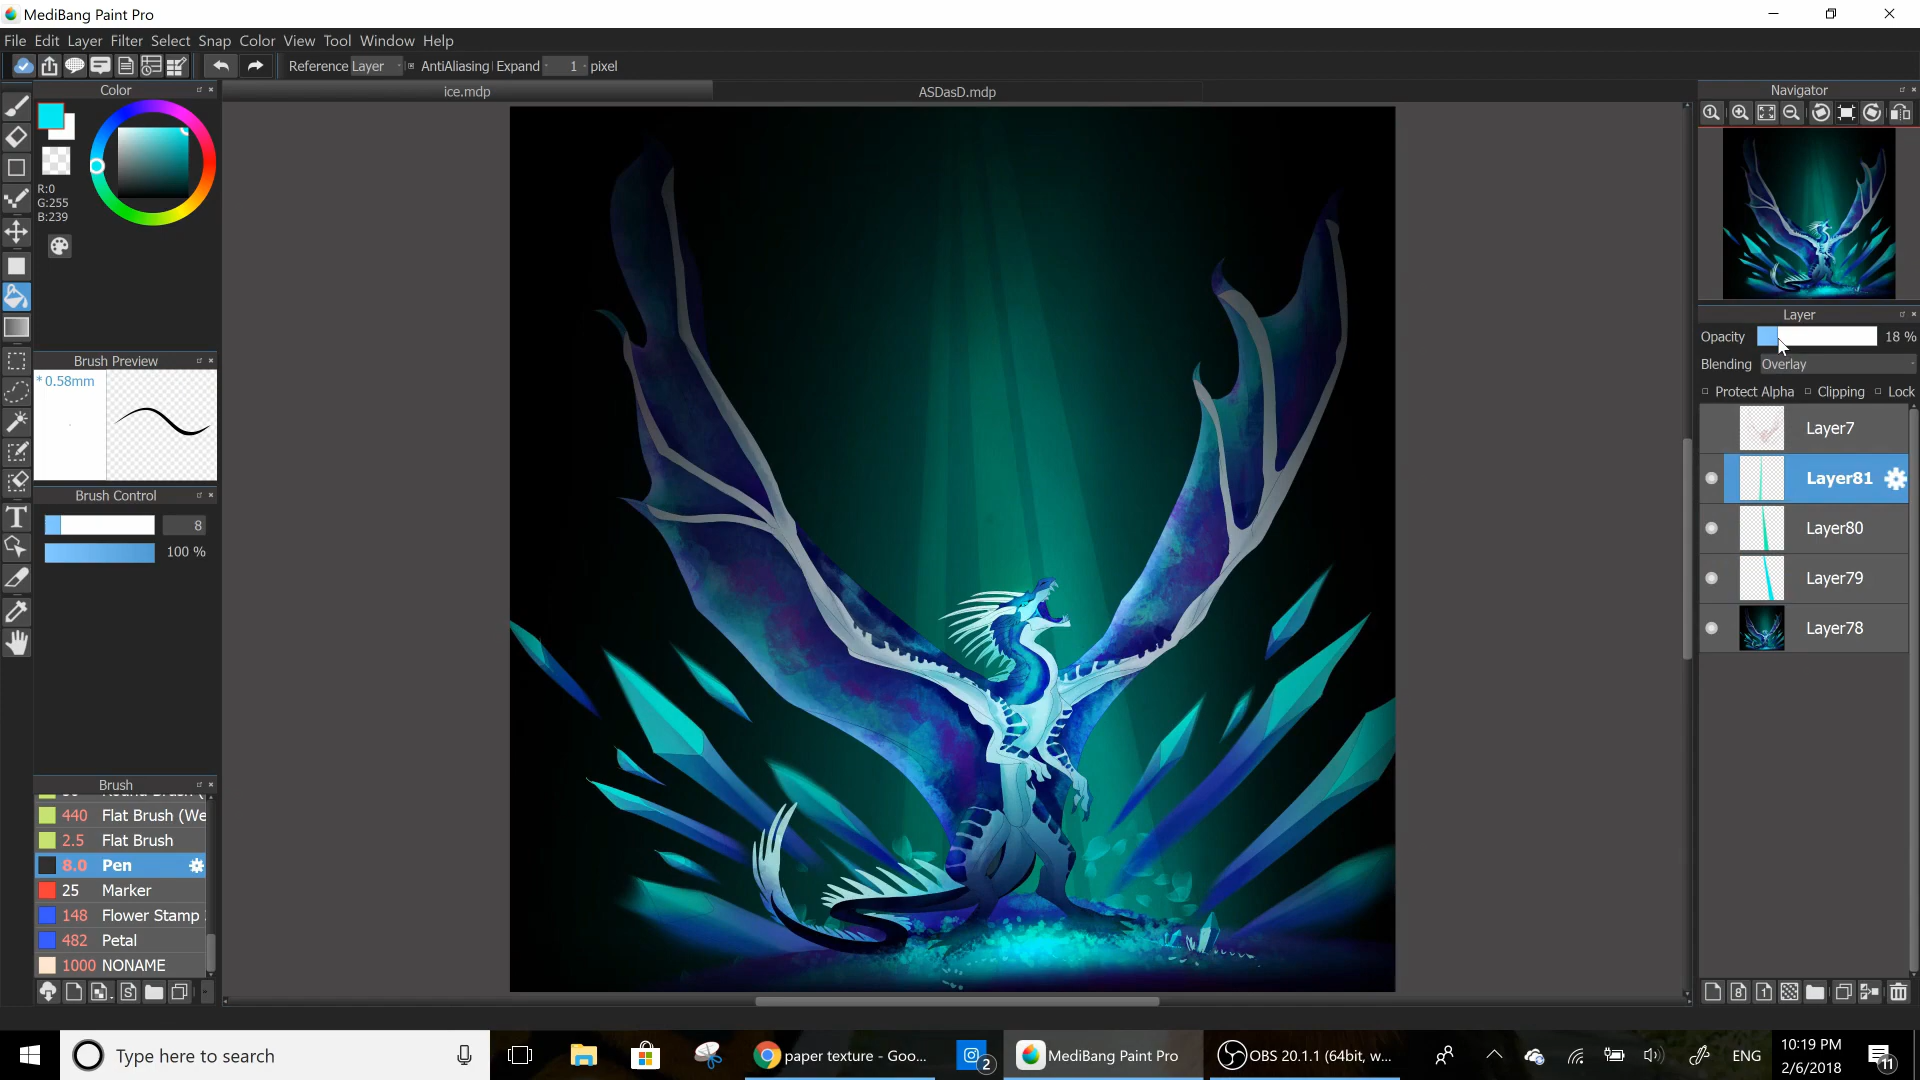 MediBang Paint Pro
File Edit Layer Filter Select Snap Color View Tool Window Help
Reference Layer AntiAliasing Expand 1 pixel
Color
ice.mdp
ASDasD.mdp
Navigator
R:0
G:255
B:239
Layer
Opacity 18 %
Blending Overlay
Protect Alpha Clipping Lock
Brush Preview
* 0.58mm
Layer7
Layer81
Layer80
Layer79
Layer78
Brush Control
8
100 %
Brush
440 Flat Brush (We
2.5 Flat Brush
8.0 Pen
25 Marker
148 Flower Stamp
482 Petal
1000 NONAME
Type here to search
paper texture - Goo...
2
MediBang Paint Pro
OBS 20.1.1 (64bit, w...
ENG
10:19 PM
2/6/2018
11